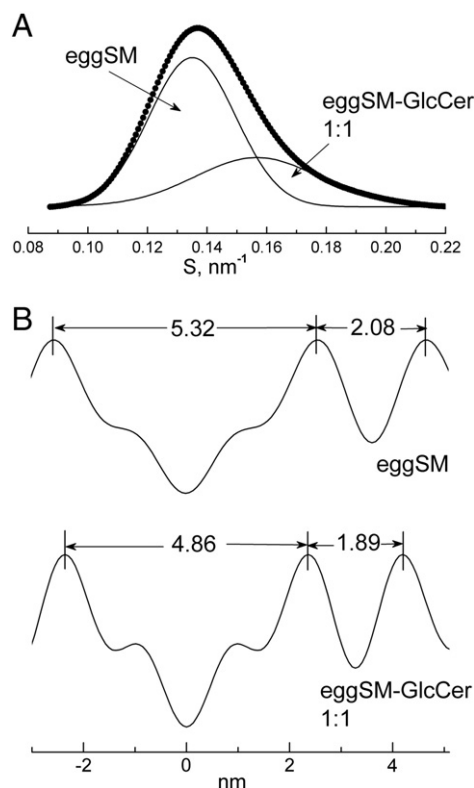 A
eggSM
eggSM-GlcCer
1:1
0.08 0.10 0.12 0.14 0.16 0.18 0.20 0.22
S, nm-1
B
5.32 2.08
eggSM
4.86 1.89
eggSM-GlcCer
1:1
-2 0 2 4
nm